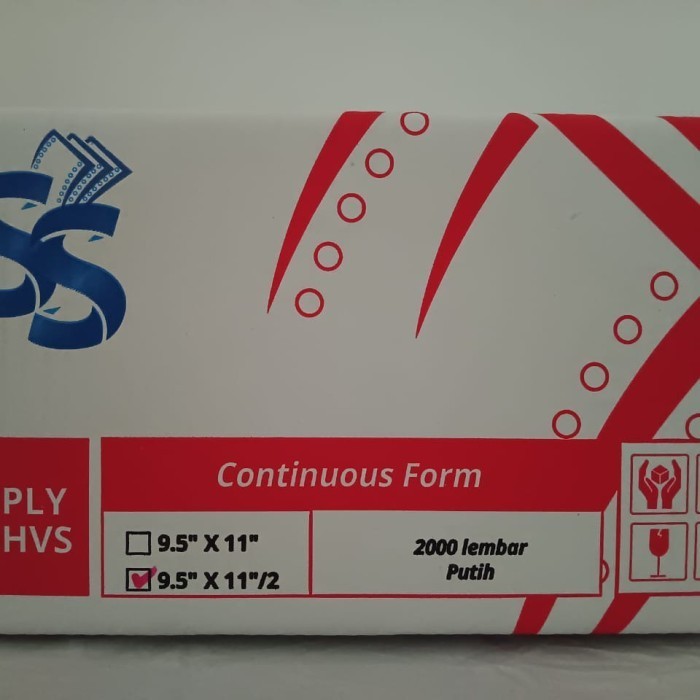 SS
PLY
HVS
Continuous Form
9.5" X 11"
9.5" X 11"/2
2000 lembar
Putih